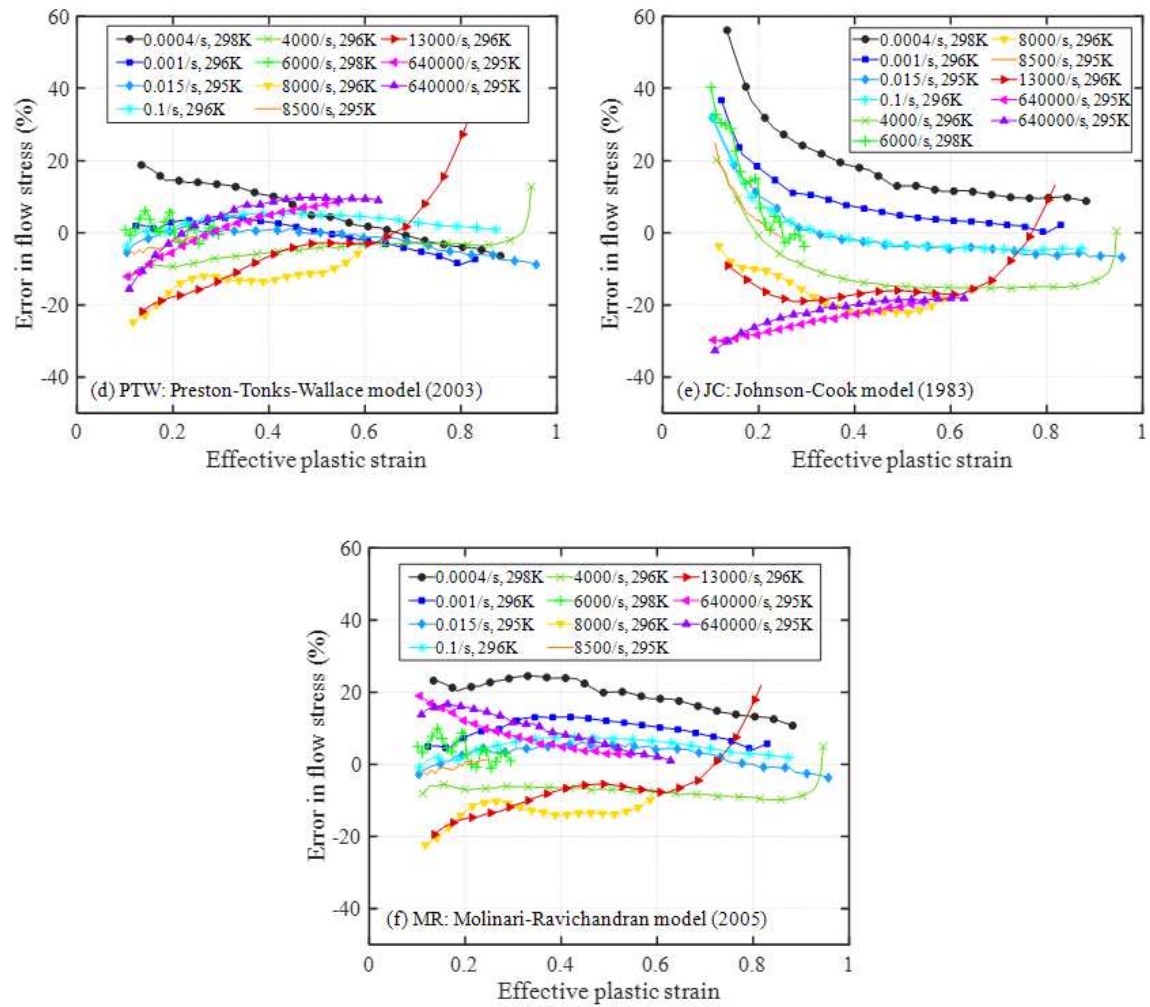 60
40
20
0
-20
-40
Error in flow stress (%)
0.0004/s, 298K
0.001/s, 296K
0.015/s, 295K
0.1/s, 296K
4000/s, 296K
6000/s, 298K
8000/s, 296K
8500/s, 295K
13000/s, 296K
640000/s, 295K
640000/s, 295K
(d) PTW: Preston-Tonks-Wallace model (2003)
0 0.2 0.4 0.6 0.8 1
Effective plastic strain
60
40
20
0
-20
-40
Error in flow stress (%)
0.0004/s, 298K
0.001/s, 296K
0.015/s, 295K
0.1/s, 296K
4000/s, 296K
6000/s, 298K
8000/s, 296K
8500/s, 295K
13000/s, 296K
640000/s, 295K
640000/s, 295K
(e) JC: Johnson-Cook model (1983)
0 0.2 0.4 0.6 0.8 1
Effective plastic strain
60
40
20
0
-20
-40
Error in flow stress (%)
0.0004/s, 298K
0.001/s, 296K
0.015/s, 295K
0.1/s, 296K
4000/s, 296K
6000/s, 298K
8000/s, 296K
8500/s, 295K
13000/s, 296K
640000/s, 295K
640000/s, 295K
(f) MR: Molinari-Ravichandran model (2005)
0 0.2 0.4 0.6 0.8 1
Effective plastic strain